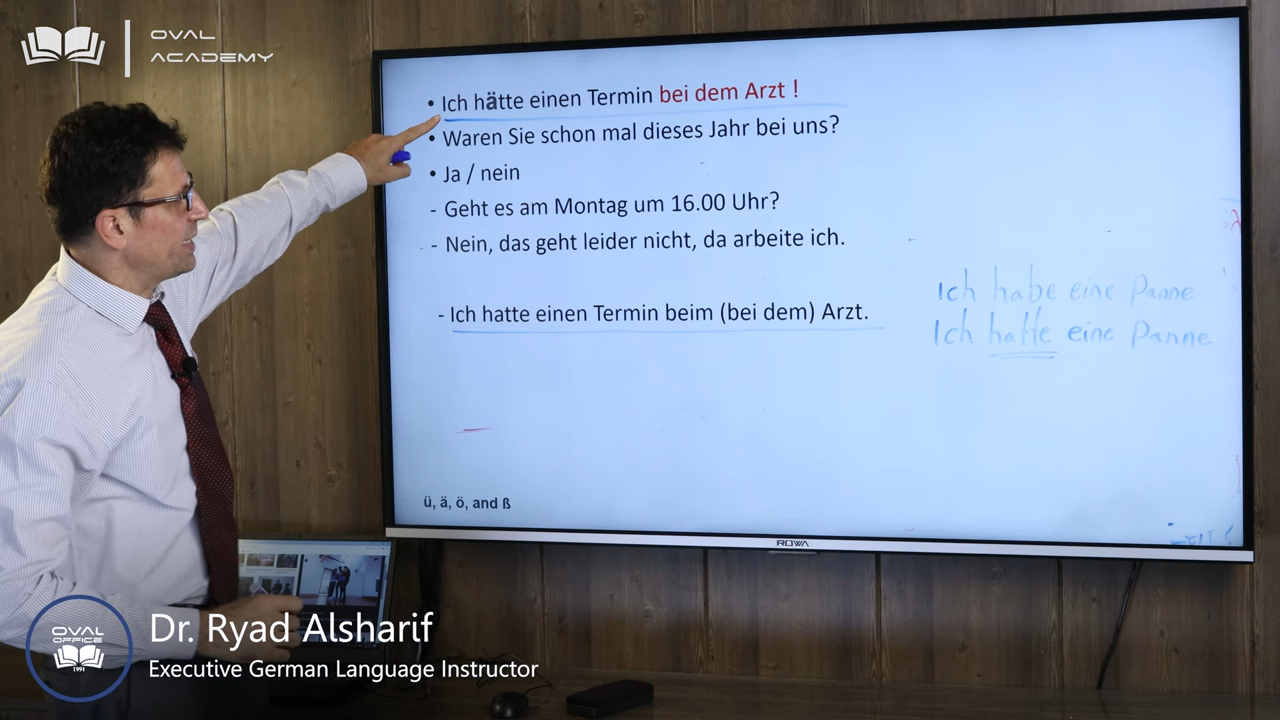 OVAL
ACADEMY
• Ich hätte einen Termin bei dem Arzt !
• Waren Sie schon mal dieses Jahr bei uns?
• Ja / nein
- Geht es am Montag um 16.00 Uhr?
- Nein, das geht leider nicht, da arbeite ich.
- Ich hatte einen Termin beim (bei dem) Arzt.
Ich habe eine Panne
Ich hatte eine Panne
ü, ä, ö, and ß
ROWA
OVAL
OFFICE
1991
Dr. Ryad Alsharif
Executive German Language Instructor